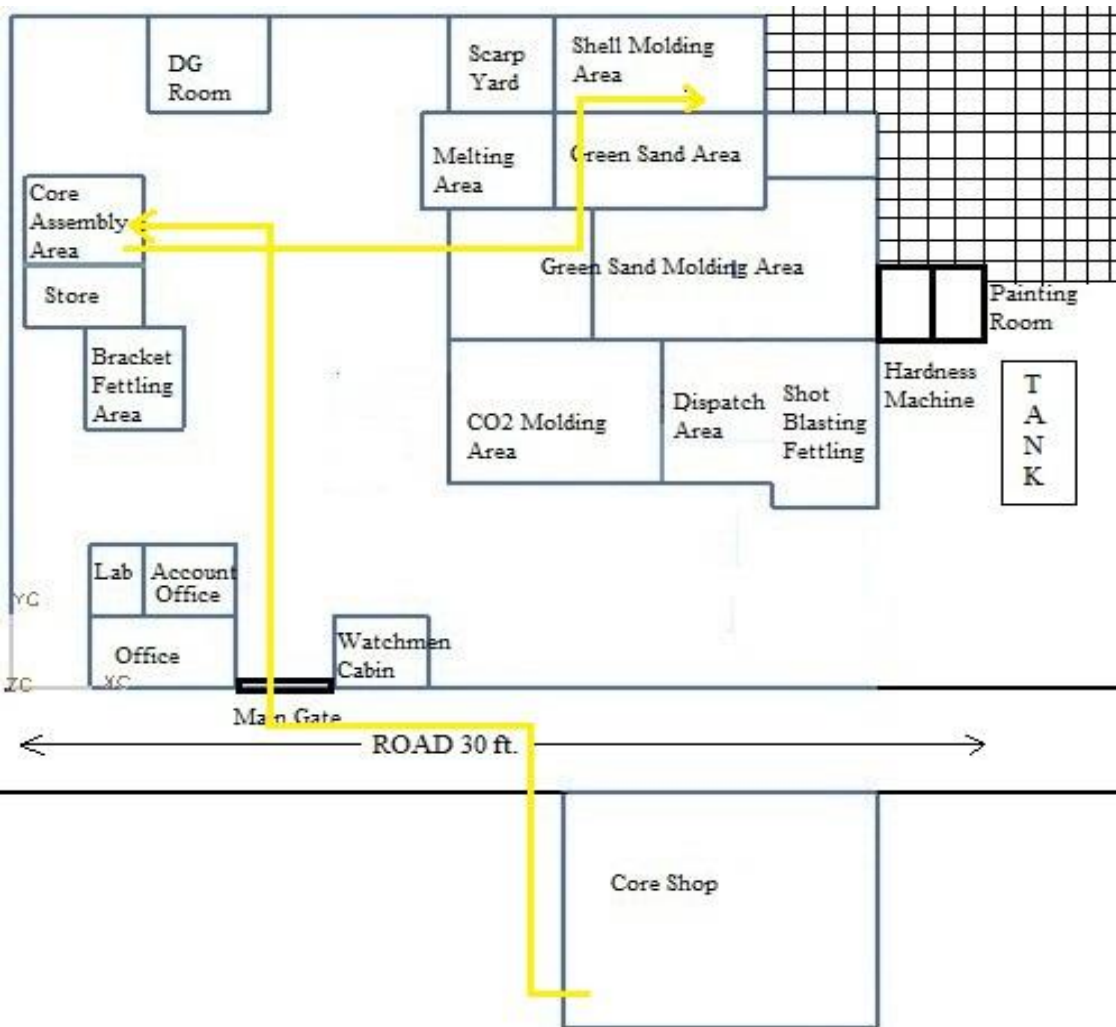 DG
Room
Scarp
Yard
Shell Molding
Area
Melting
Area
Green Sand Area
Core
Assembly
Area
Store
Green Sand Molding Area
Painting
Room
Bracket
Fettling
Area
Hardness
Machine
CO2 Molding
Area
Dispatch
Area
Shot
Blasting
Fettling
T
A
N
K
Lab
Account
Office
YC
Office
Watchmen
Cabin
ZC
XC
Main Gate
ROAD 30 ft.
Core Shop